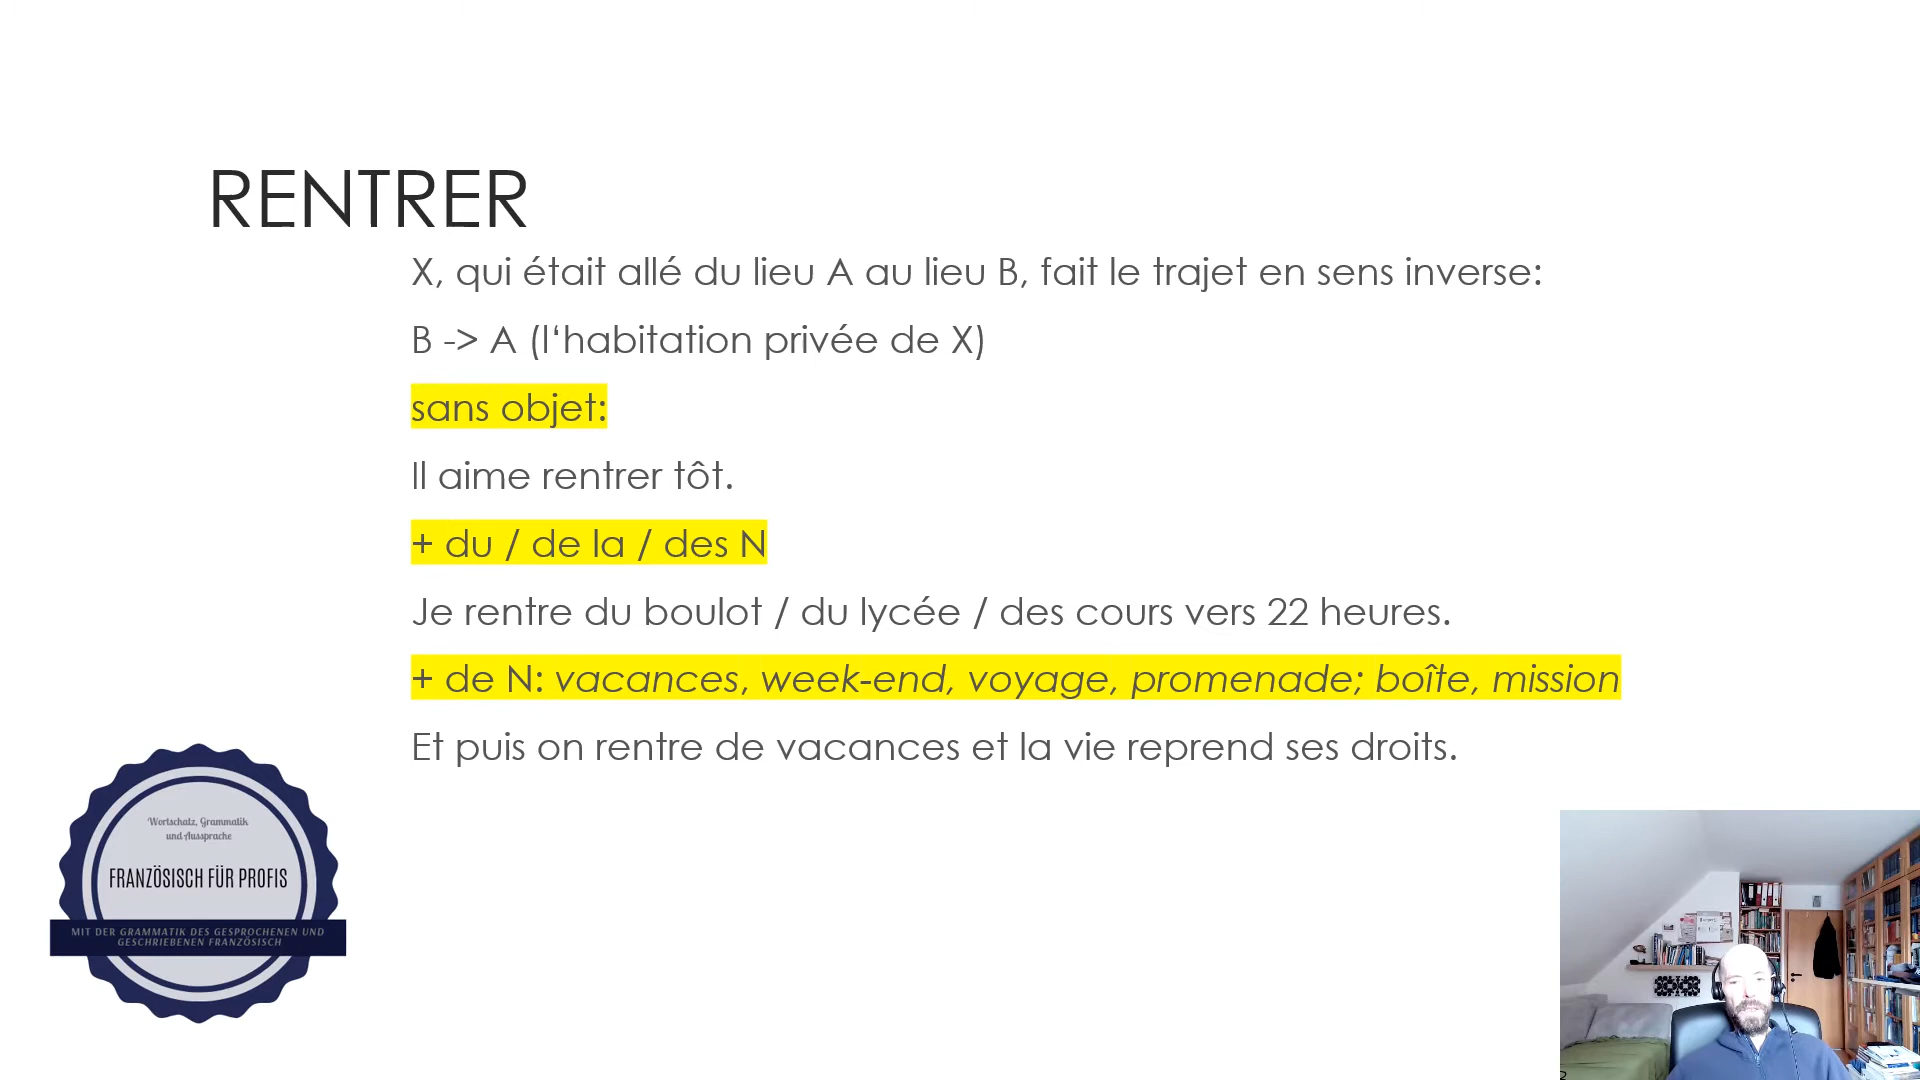 RENTRER
X, qui était allé du lieu A au lieu B, fait le trajet en sens inverse:
B -> A (l‘habitation privée de X)
sans objet:
Il aime rentrer tôt.
+ du / de la / des N
Je rentre du boulot / du lycée / des cours vers 22 heures.
+ de N: vacances, week-end, voyage, promenade; boîte, mission
Et puis on rentre de vacances et la vie reprend ses droits.
Wortschatz, Grammatik
und Aussprache
FRANZÖSISCH FÜR PROFIS
MIT DER GRAMMATIK DES GESPROCHENEN UND
GESCHRIEBENEN FRANZÖSISCH